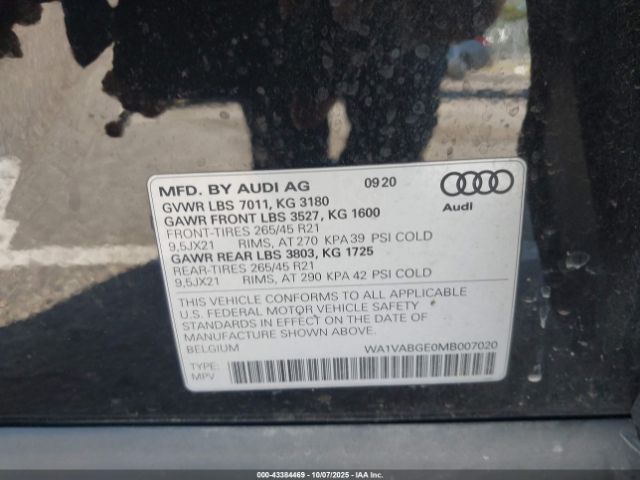 MFD. BY AUDI AG 0920
GVWR LBS 7011, KG 3180
GAWR FRONT LBS 3527, KG 1600
FRONT-TIRES 265/45 R21
9,5JX21 RIMS, AT 270 KPA 39 PSI COLD
GAWR REAR LBS 3803, KG 1725
REAR-TIRES 265/45 R21
9,5JX21 RIMS, AT 290 KPA 42 PSI COLD
Audi
THIS VEHICLE CONFORMS TO ALL APPLICABLE
U.S. FEDERAL MOTOR VEHICLE SAFETY
STANDARDS IN EFFECT ON THE DATE OF
MANUFACTURE SHOWN ABOVE.
BELGIUM WA1VABGE0MB007020
TYPE:
MPV
000-43384469 - 10/07/2025 - IAAI.COM